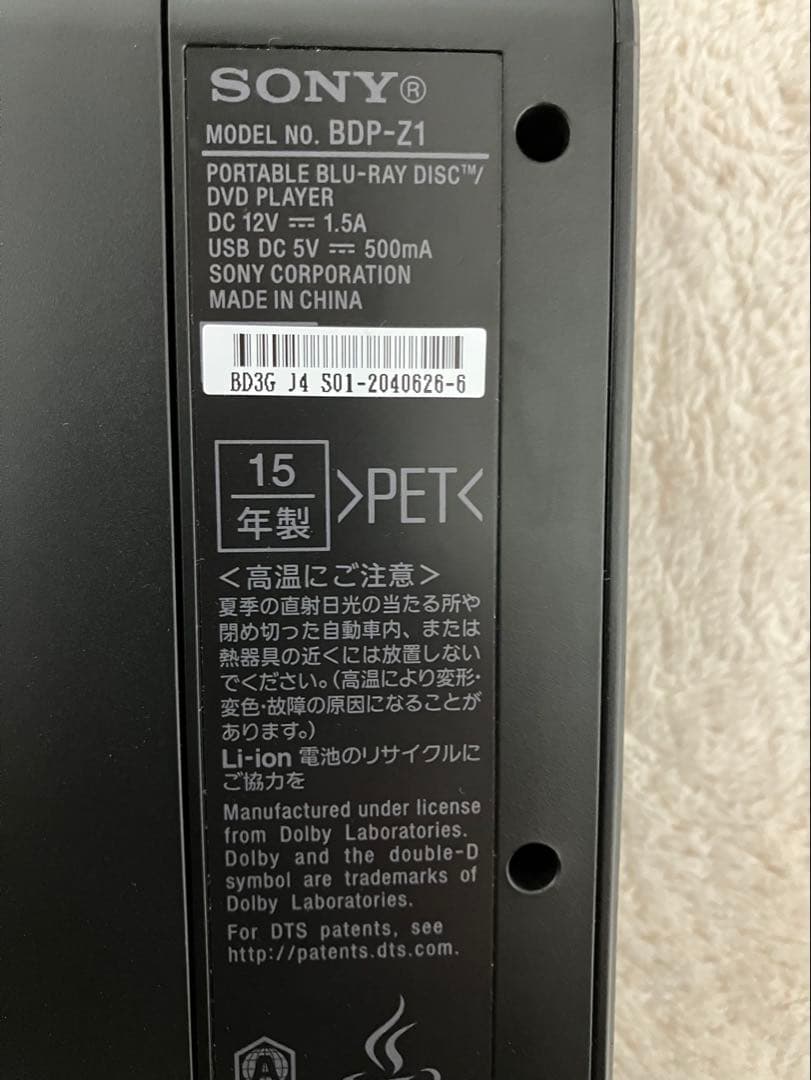 SONY®
MODEL NO. BDP-Z1
PORTABLE BLU-RAY DISC™/
DVD PLAYER
DC 12V ⎓ 1.5A
USB DC 5V ⎓ 500mA
SONY CORPORATION
MADE IN CHINA
BD3G J4 S01-2040626-6
15
年製
>PET<
＜高温にご注意＞
夏季の直射日光の当たる所や
閉め切った自動車内、または
熱器具の近くには放置しない
でください。(高温により変形・
変色・故障の原因になることが
あります。)
Li-ion 電池のリサイクルに
ご協力を
Manufactured under license
from Dolby Laboratories.
Dolby and the double-D
symbol are trademarks of
Dolby Laboratories.
For DTS patents, see
http://patents.dts.com.
A